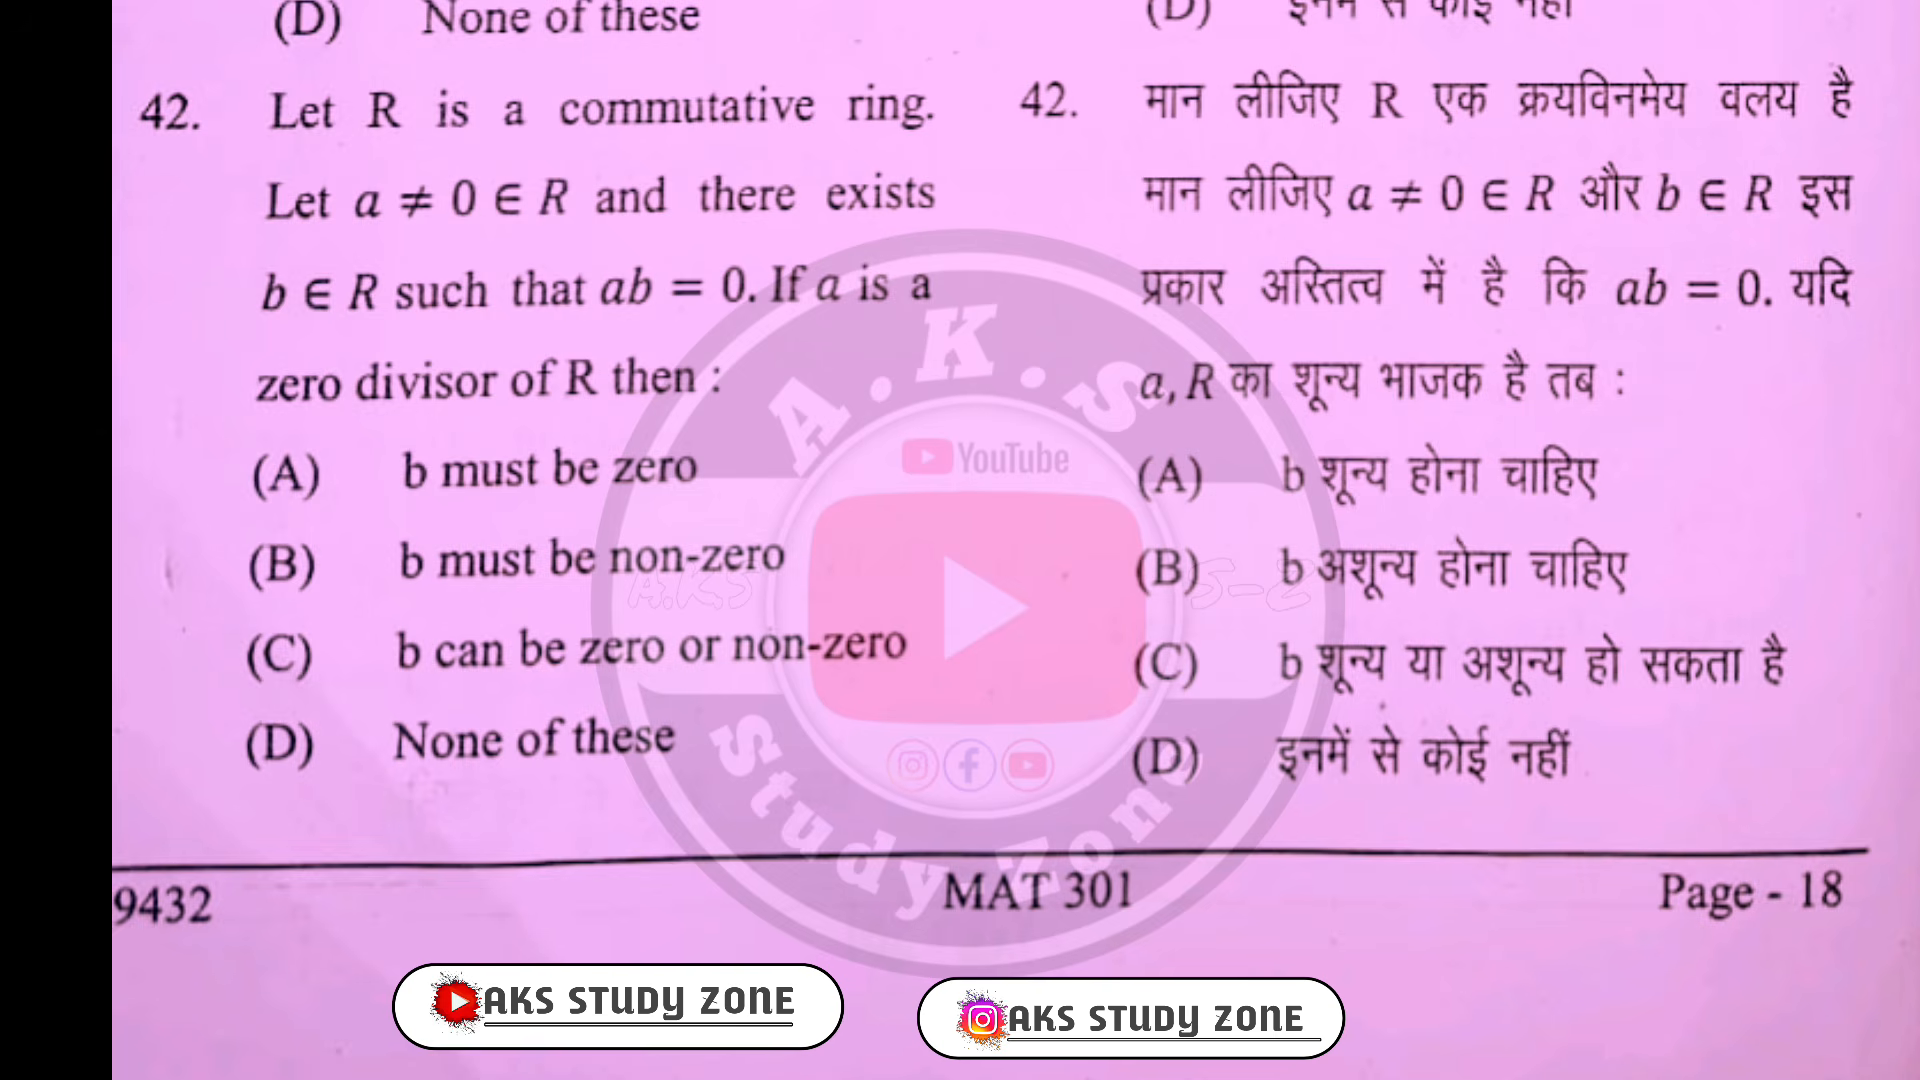 (D) None of these
42. Let R is a commutative ring.
Let a ≠ 0 ∈ R and there exists
b ∈ R such that ab = 0. If a is a
zero divisor of R then :
(A) b must be zero
(B) b must be non-zero
(C) b can be zero or non-zero
(D) None of these
(D) इनमें से कोई नहीं
42. मान लीजिए R एक क्रयविनमेय वलय है
मान लीजिए a ≠ 0 ∈ R और b ∈ R इस
प्रकार अस्तित्व में है कि ab = 0. यदि
a, R का शून्य भाजक है तब :
(A) b शून्य होना चाहिए
(B) b अशून्य होना चाहिए
(C) b शून्य या अशून्य हो सकता है
(D) इनमें से कोई नहीं
A.K.S
YouTube
Study Zone
9432 MAT 301 Page - 18
AKS STUDY ZONE
AKS STUDY ZONE